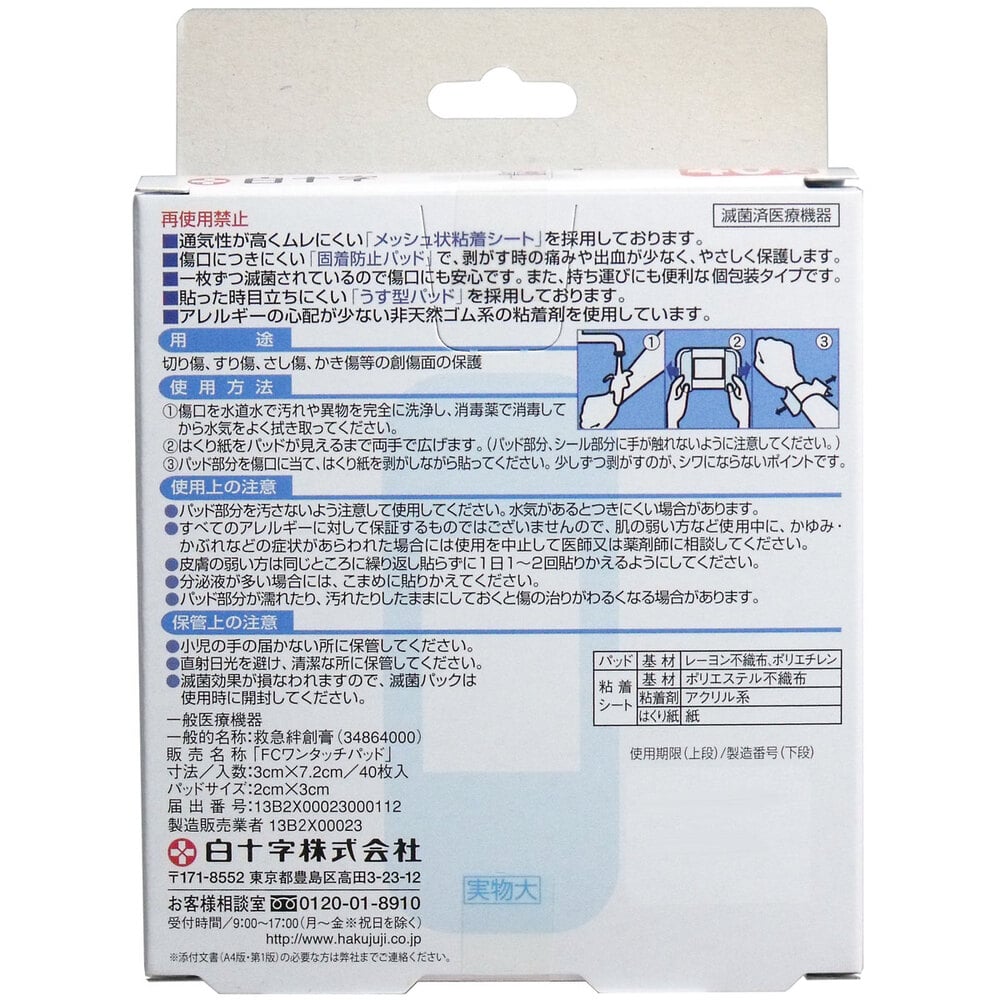 白十字
再使用禁止
滅菌済医療機器
■通気性が高くムレにくい「メッシュ状粘着シート」を採用しております。
■傷口につきにくい「固着防止パッド」で、剥がす時の痛みや出血が少なく、やさしく保護します。
■一枚ずつ滅菌されているので傷口にも安心です。また、持ち運びにも便利な個包装タイプです。
■貼った時目立ちにくい「うす型パッド」を採用しております。
■アレルギーの心配が少ない非天然ゴム系の粘着剤を使用しています。
用途
切り傷、すり傷、さし傷、かき傷等の創傷面の保護
① ② ③
使用方法
①傷口を水道水で汚れや異物を完全に洗浄し、消毒薬で消毒して
から水気をよく拭き取ってください。
②はくり紙をパッドが見えるまで両手で広げます。（パッド部分、シール部分に手が触れないように注意してください。）
③パッド部分を傷口に当て、はくり紙を剥がしながら貼ってください。少しずつ剥がすのが、シワにならないポイントです。
使用上の注意
●パッド部分を汚さないよう注意して使用してください。水気があるとつきにくい場合があります。
●すべてのアレルギーに対して保証するものではございませんので、肌の弱い方など使用中に、かゆみ・
かぶれなどの症状があらわれた場合には使用を中止して医師又は薬剤師に相談してください。
●皮膚の弱い方は同じところに繰り返し貼らずに1日1〜2回貼りかえるようにしてください。
●分泌液が多い場合には、こまめに貼りかえてください。
●パッド部分が濡れたり、汚れたりしたままにしておくと傷の治りがわるくなる場合があります。
保管上の注意
●小児の手の届かない所に保管してください。
●直射日光を避け、清潔な所に保管してください。
●滅菌効果が損なわれますので、滅菌パックは
使用時に開封してください。
パッド 基材 レーヨン不織布、ポリエチレン
粘着シート 基材 ポリエステル不織布
粘着剤 アクリル系
はくり紙 紙
使用期限（上段）/製造番号（下段）
一般医療機器
一般的名称:救急絆創膏（34864000）
販売名称「FCワンタッチパッド」
寸法／入数:3cm×7.2cm／40枚入
パッドサイズ:2cm×3cm
届出番号:13B2X00023000112
製造販売業者 13B2X00023
白十字株式会社
〒171-8552 東京都豊島区高田3-23-12
お客様相談室 0120-01-8910
受付時間／9:00〜17:00（月〜金※祝日を除く）
http://www.hakujuji.co.jp
※添付文書（A4版・第1版）の必要な方は弊社までご連絡ください。
実物大